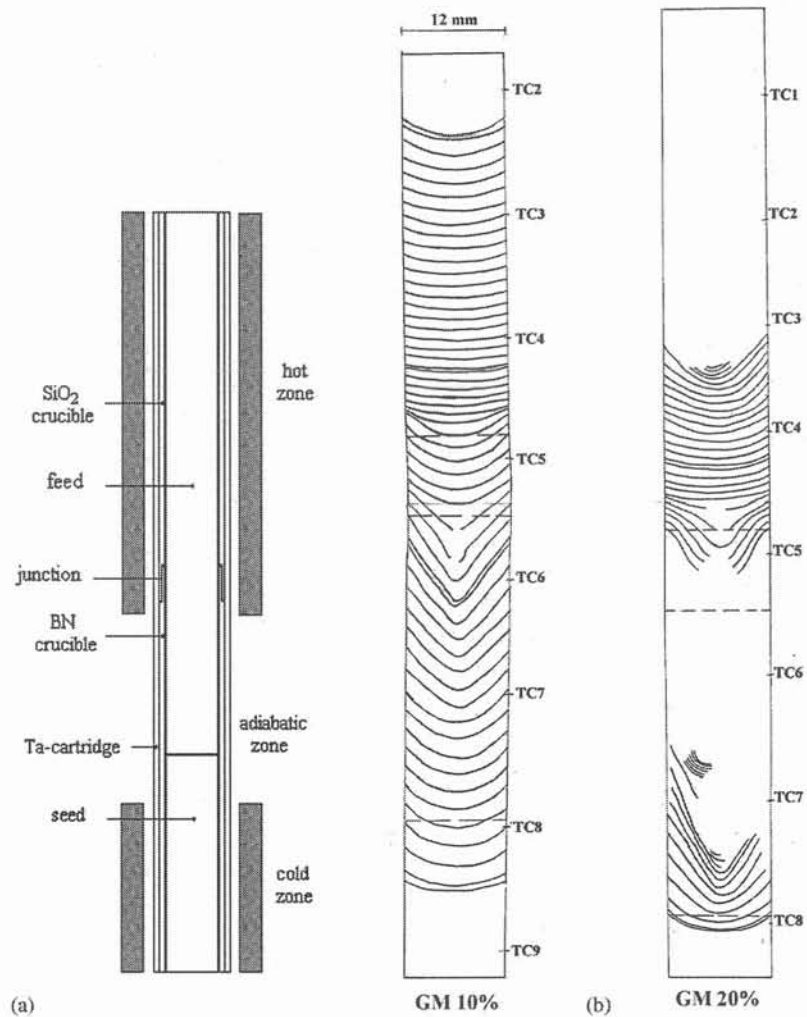 12 mm
TC2
TC3
TC4
TC5
TC6
TC7
TC8
TC9
GM 10%
TC1
TC2
TC3
TC4
TC5
TC6
TC7
TC8
GM 20%
SiO₂
crucible
feed
junction
BN
crucible
Ta-cartridge
seed
hot
zone
adiabatic
zone
cold
zone
(a)
(b)